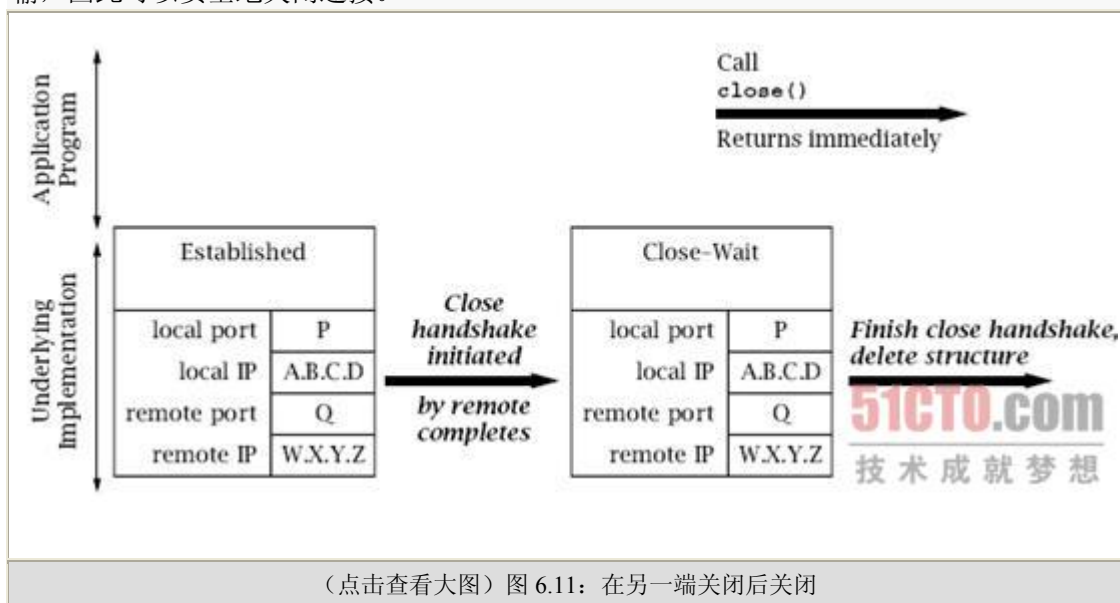 Call
close()
Returns immediately
Application
Program
Underlying
Implementation
Established
local port P
local IP A.B.C.D
remote port Q
remote IP W.X.Y.Z
Close
handshake
initiated
by remote
completes
Close-Wait
local port P
local IP A.B.C.D
remote port Q
remote IP W.X.Y.Z
Finish close handshake,
delete structure
51CTO.com
技术成就梦想
(点击查看大图)图 6.11:在另一端关闭后关闭